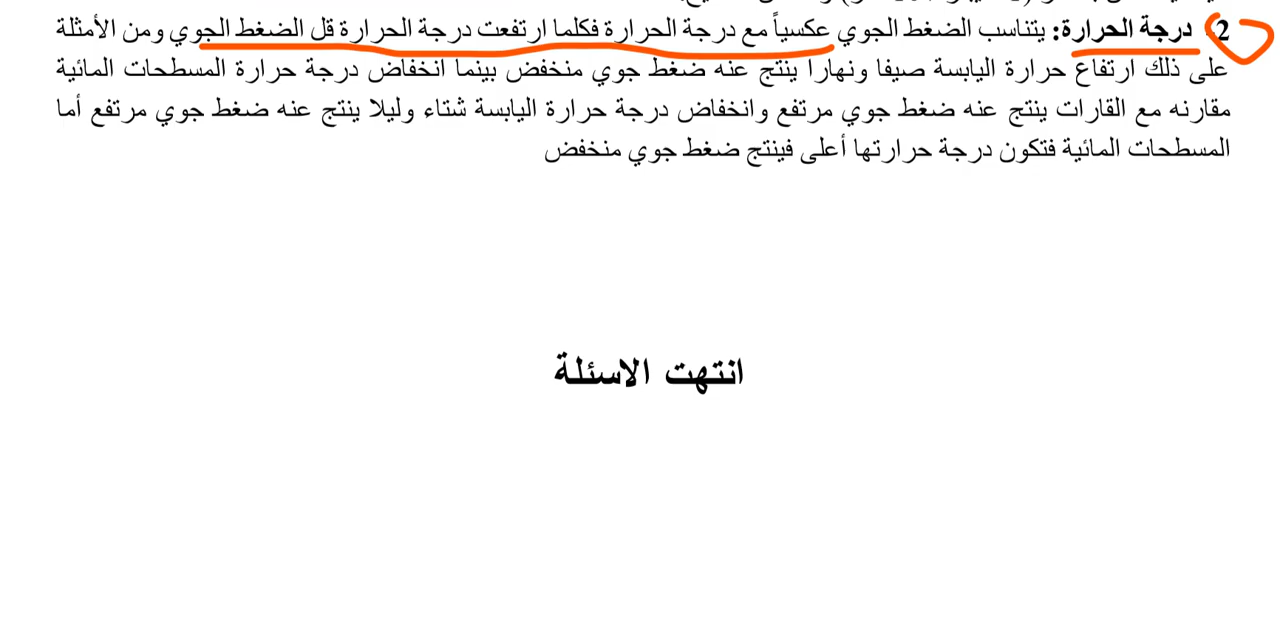 2- درجة الحرارة: يتناسب الضغط الجوي عكسياً مع درجة الحرارة فكلما ارتفعت درجة الحرارة قل الضغط الجوي ومن الأمثلة
على ذلك ارتفاع حرارة اليابسة صيفا ونهارا ينتج عنه ضغط جوي منخفض بينما انخفاض درجة حرارة المسطحات المائية
مقارنه مع القارات ينتج عنه ضغط جوي مرتفع وانخفاض درجة حرارة اليابسة شتاء وليلا ينتج عنه ضغط جوي مرتفع أما
المسطحات المائية فتكون درجة حرارتها أعلى فينتج ضغط جوي منخفض
انتهت الاسئلة